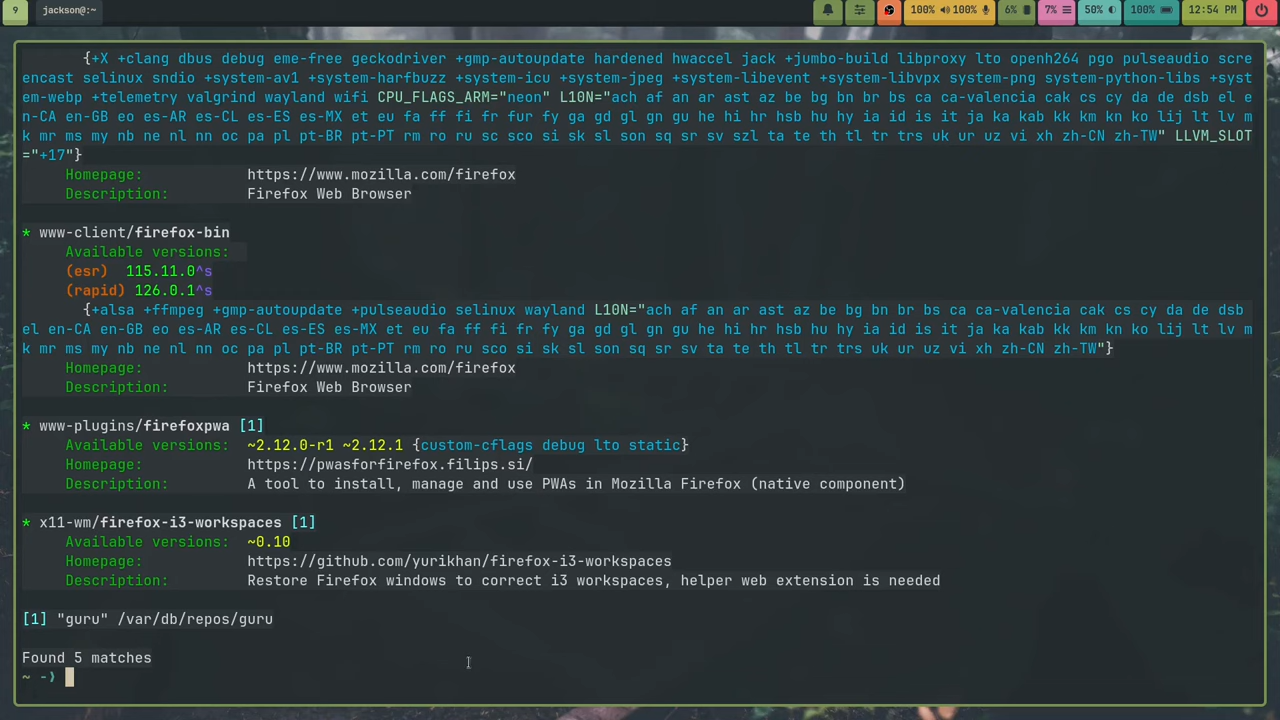 9 jackson@:~ 100% 100% 6% 7% 50% 100% 12:54 PM
{+X +clang dbus debug eme-free geckodriver +gmp-autoupdate hardened hwaccel jack +jumbo-build libproxy lto openh264 pgo pulseaudio scre
encast selinux sndio +system-av1 +system-harfbuzz +system-icu +system-jpeg +system-libevent +system-libvpx system-png system-python-libs +syst
em-webp +telemetry valgrind wayland wifi CPU_FLAGS_ARM="neon" L10N="ach af an ar ast az be bg bn br bs ca ca-valencia cak cs cy da de dsb el e
n-CA en-GB eo es-AR es-CL es-ES es-MX et eu fa ff fi fr fur fy ga gd gl gn gu he hi hr hsb hu hy ia id is it ja ka kab kk km kn ko lij lt lv m
k mr ms my nb ne nl nn oc pa pl pt-BR pt-PT rm ro ru sc sco si sk sl son sq sr sv szl ta te th tl tr trs uk ur uz vi xh zh-CN zh-TW" LLVM_SLOT
="+17"}
Homepage: https://www.mozilla.com/firefox
Description: Firefox Web Browser
* www-client/firefox-bin
Available versions:
(esr) 115.11.0^s
(rapid) 126.0.1^s
{+alsa +ffmpeg +gmp-autoupdate +pulseaudio selinux wayland L10N="ach af an ar ast az be bg bn br bs ca ca-valencia cak cs cy da de dsb
el en-CA en-GB eo es-AR es-CL es-ES es-MX et eu fa ff fi fr fy ga gd gl gn gu he hi hr hsb hu hy ia id is it ja ka kab kk km kn ko lij lt lv m
k mr ms my nb ne nl nn oc pa pl pt-BR pt-PT rm ro ru sco si sk sl son sq sr sv ta te th tl tr trs uk ur uz vi xh zh-CN zh-TW"}
Homepage: https://www.mozilla.com/firefox
Description: Firefox Web Browser
* www-plugins/firefoxpwa [1]
Available versions: ~2.12.0-r1 ~2.12.1 {custom-cflags debug lto static}
Homepage: https://pwasforfirefox.filips.si/
Description: A tool to install, manage and use PWAs in Mozilla Firefox (native component)
* x11-wm/firefox-i3-workspaces [1]
Available versions: ~0.10
Homepage: https://github.com/yurikhan/firefox-i3-workspaces
Description: Restore Firefox windows to correct i3 workspaces, helper web extension is needed
[1] "guru" /var/db/repos/guru
Found 5 matches
~ -)